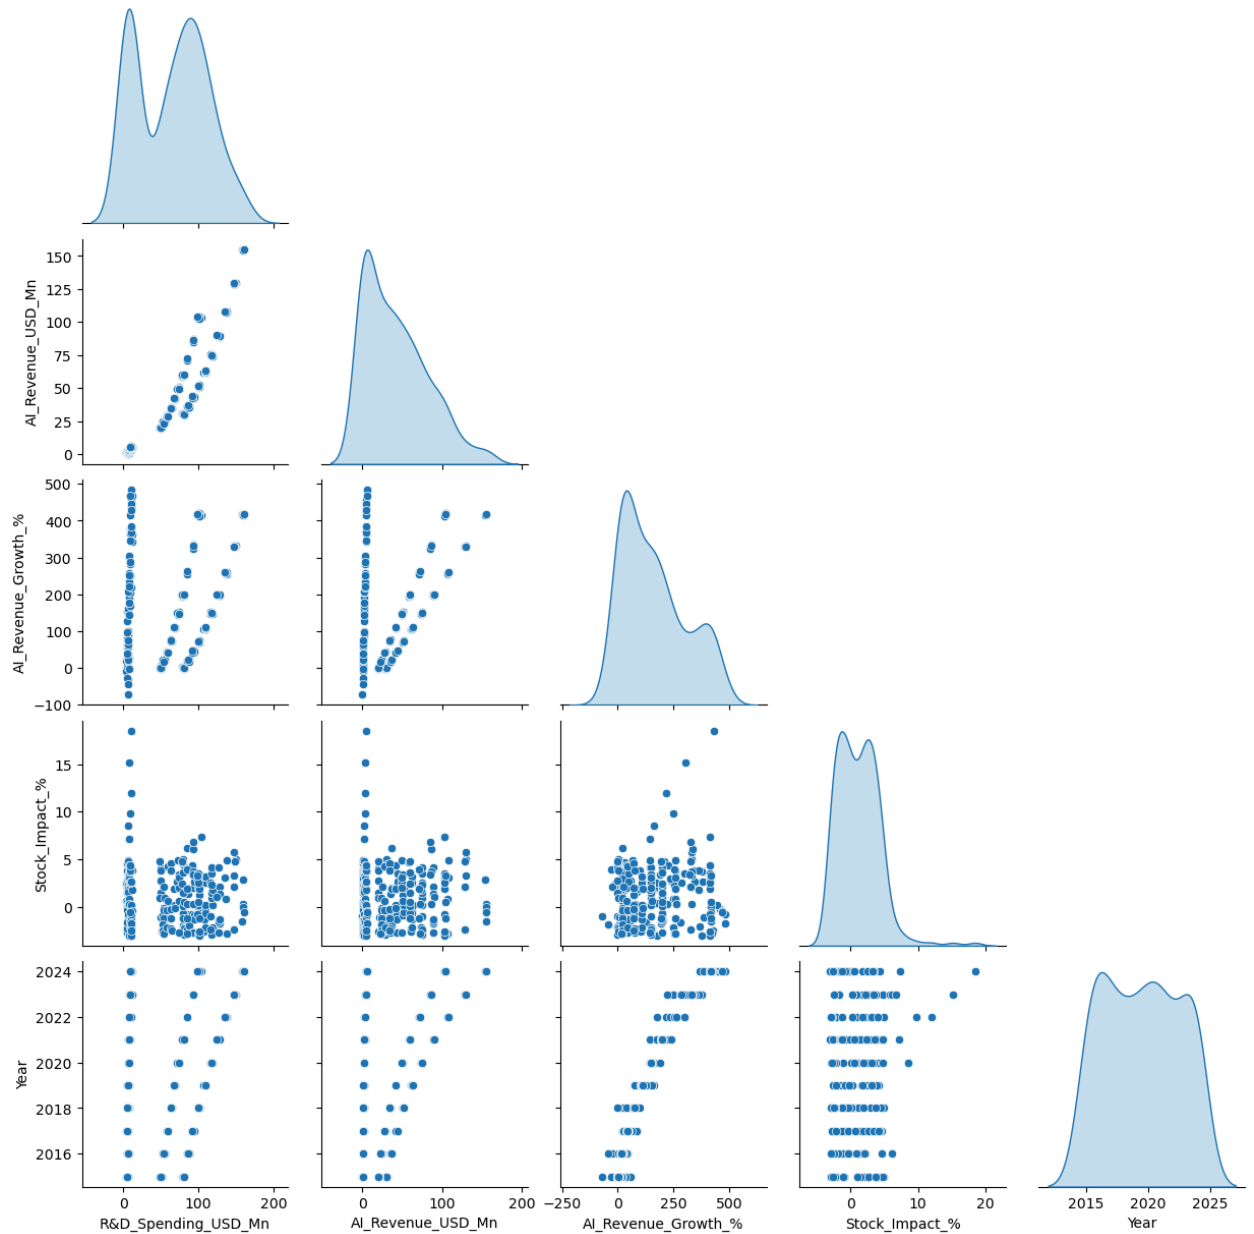 AI_Revenue_USD_Mn
150
125
100
75
50
25
0
AI_Revenue_Growth_%
500
400
300
200
100
0
−100
Stock_Impact_%
15
10
5
0
Year
2024
2022
2020
2018
2016
0 100 200
0 100 200
−250 0 250 500
0 10 20
2015 2020 2025
R&D_Spending_USD_Mn
AI_Revenue_USD_Mn
AI_Revenue_Growth_%
Stock_Impact_%
Year